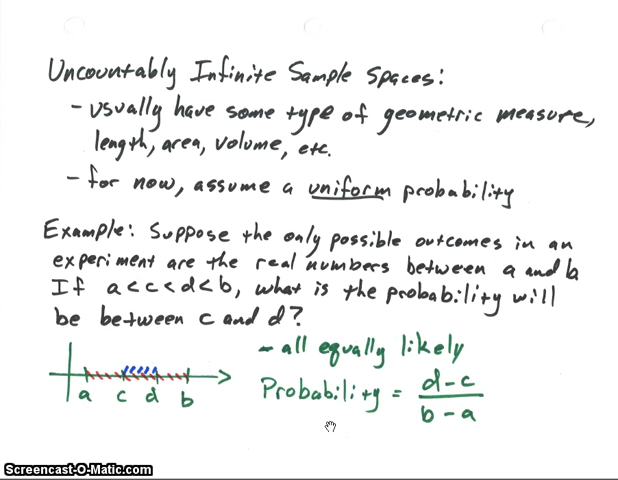 Uncountably Infinite Sample Spaces:
- usually have some type of geometric measure,
length, area, volume, etc.
- for now, assume a uniform probability
Example: Suppose the only possible outcomes in an
experiment are the real numbers between a and b
If a<c<d<b, what is the probability will
be between c and d?
- all equally likely
Probability = d-c
b-a
a c d b
Screencast-O-Matic.com